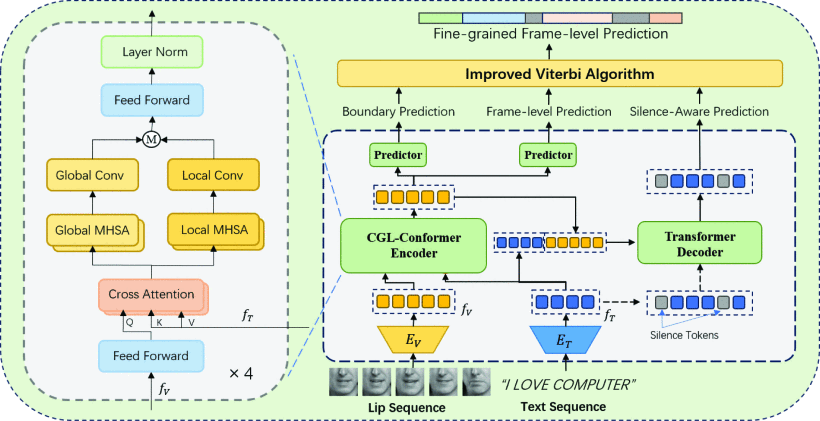 Layer Norm
Feed Forward
M
Global Conv
Local Conv
Global MHSA
Local MHSA
Cross Attention
Q
K
V
f_T
Feed Forward
f_V
× 4
Fine-grained Frame-level Prediction
Improved Viterbi Algorithm
Boundary Prediction
Frame-level Prediction
Silence-Aware Prediction
Predictor
Predictor
CGL-Conformer
Encoder
Transformer
Decoder
f_V
f_T
Silence Tokens
E_V
E_T
"I LOVE COMPUTER"
Lip Sequence
Text Sequence